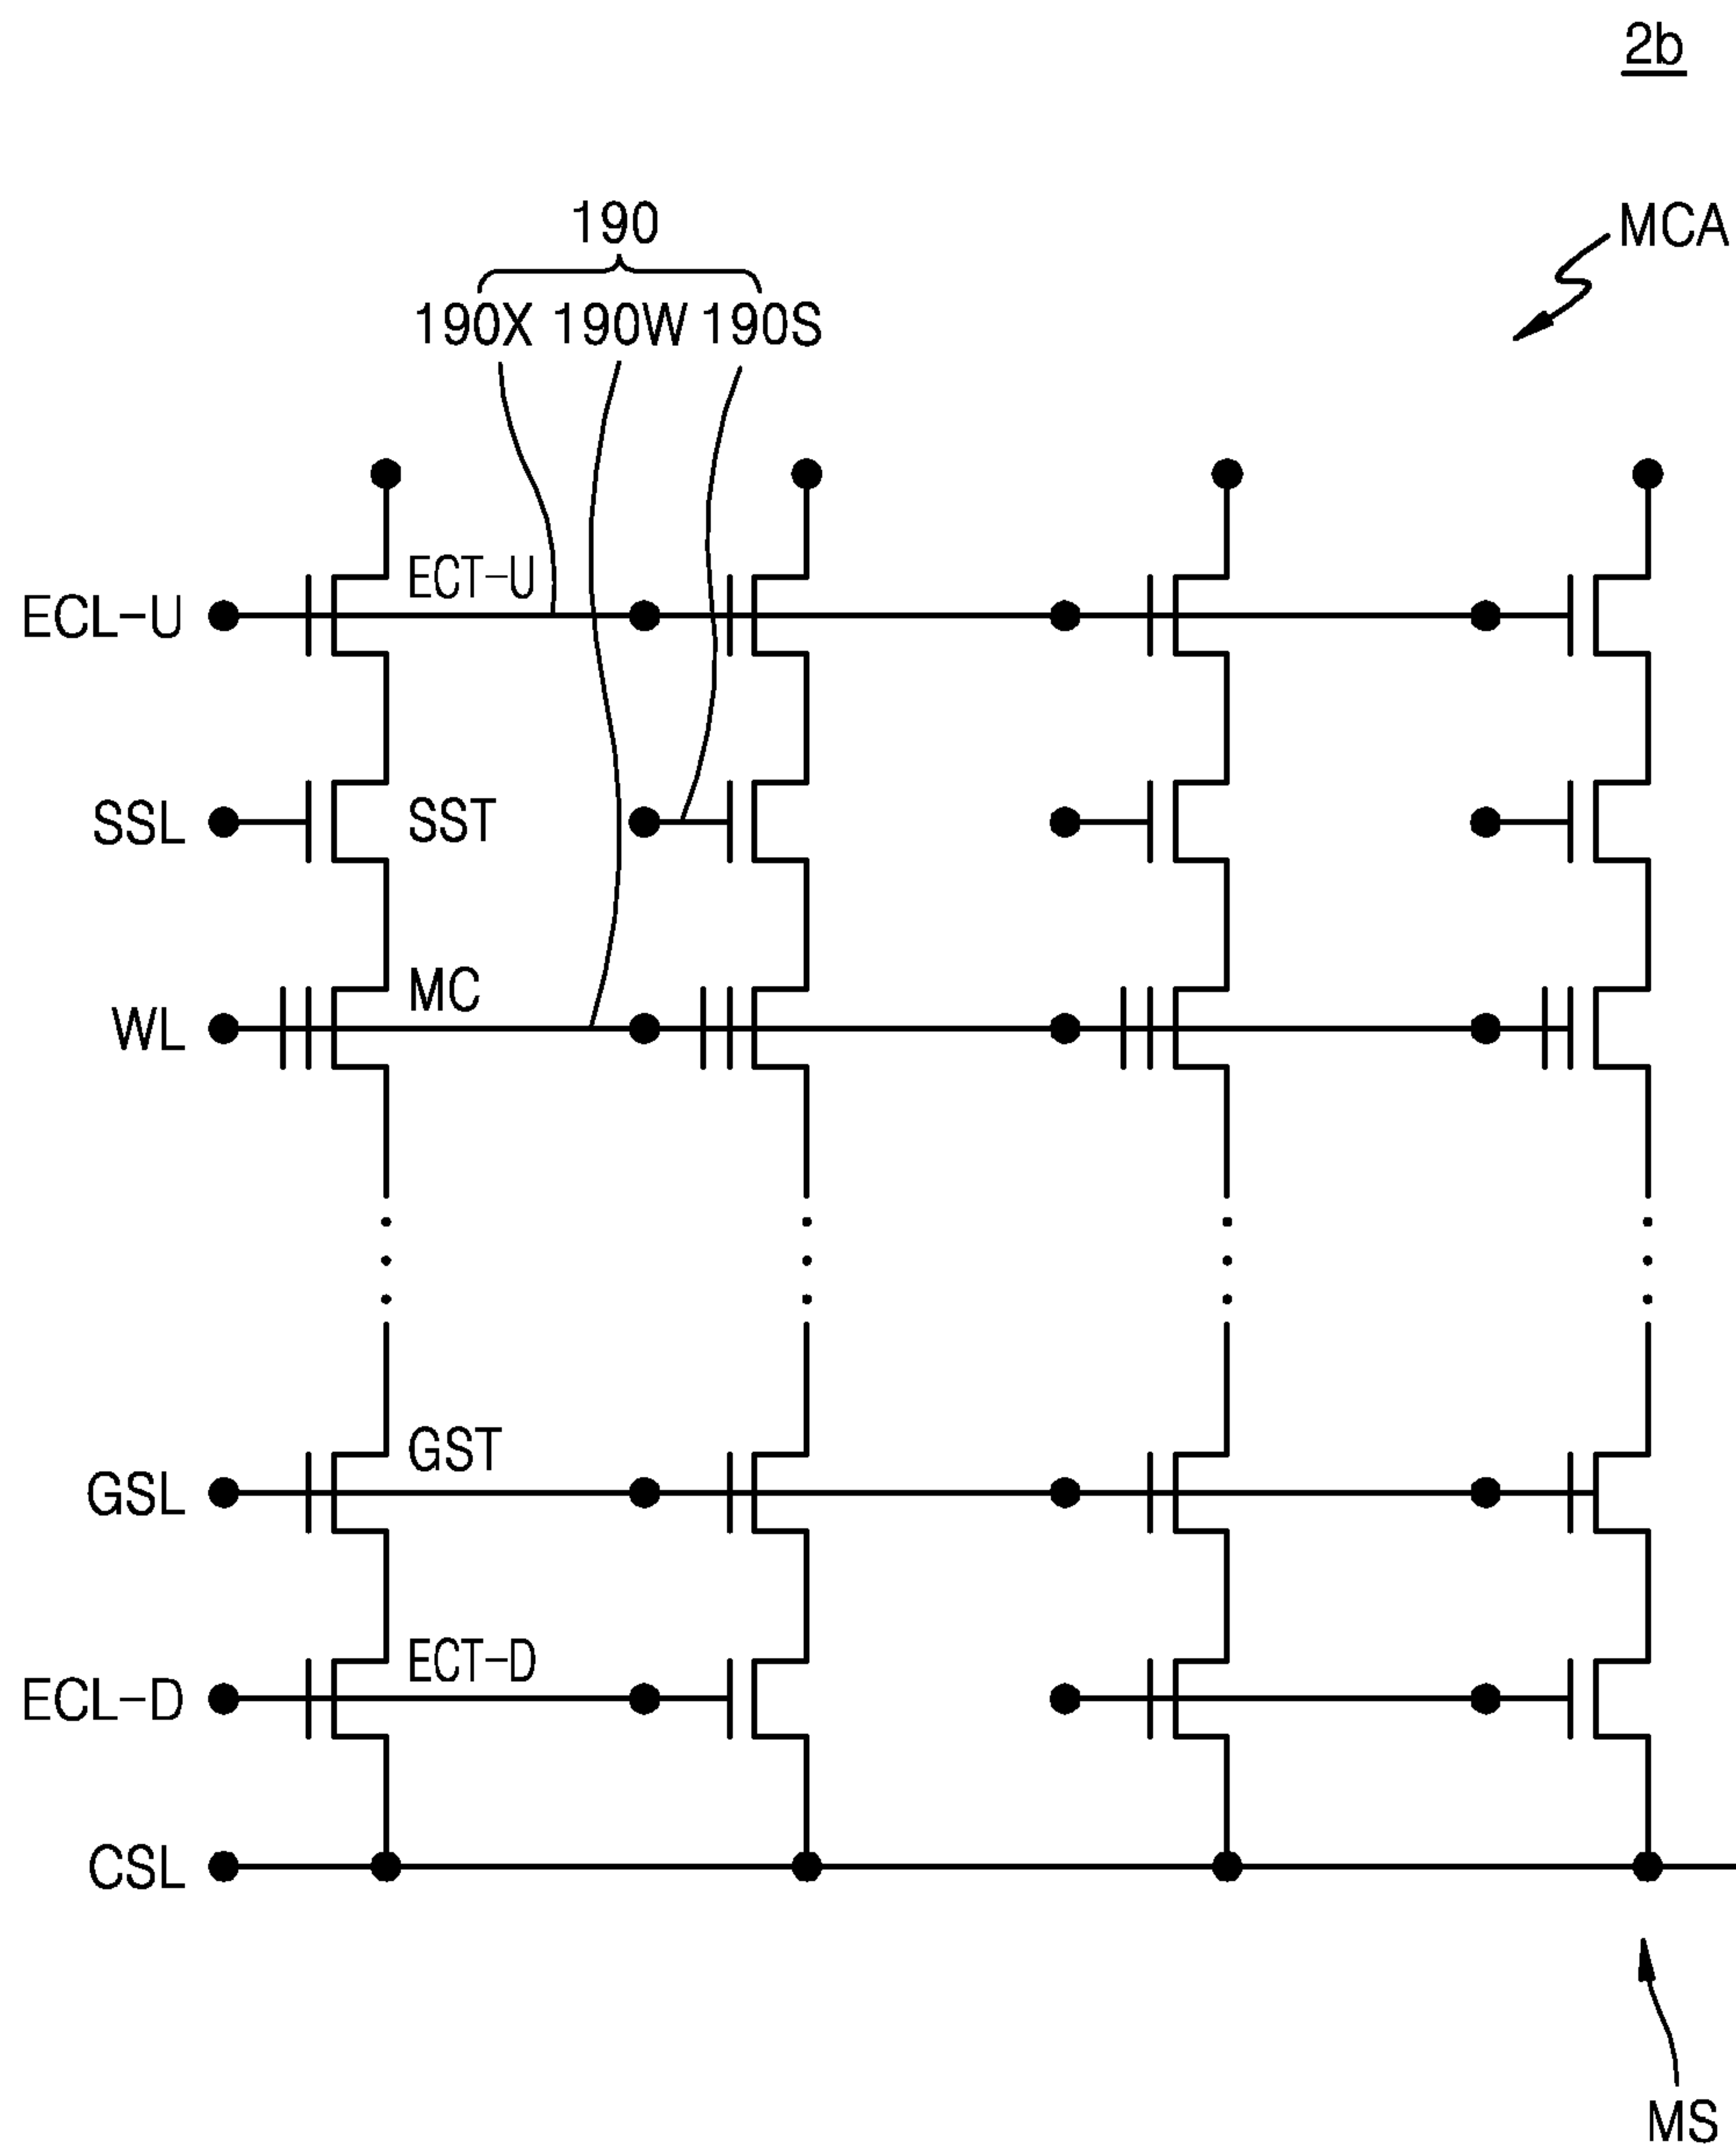 2b
MCA
190
190X 190W 190S
ECT-U
ECL-U
SSL
SST
MC
WL
GST
GSL
ECT-D
ECL-D
CSL
MS